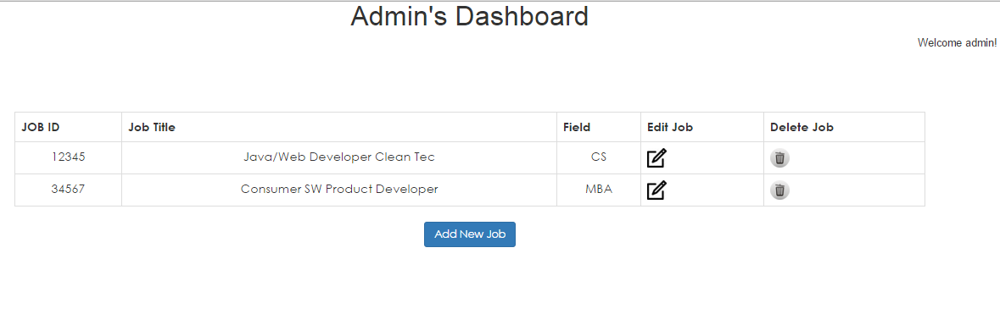 Admin's Dashboard
Welcome admin!
JOB ID Job Title Field Edit Job Delete Job
12345 Java/Web Developer Clean Tec CS
34567 Consumer SW Product Developer MBA
Add New Job